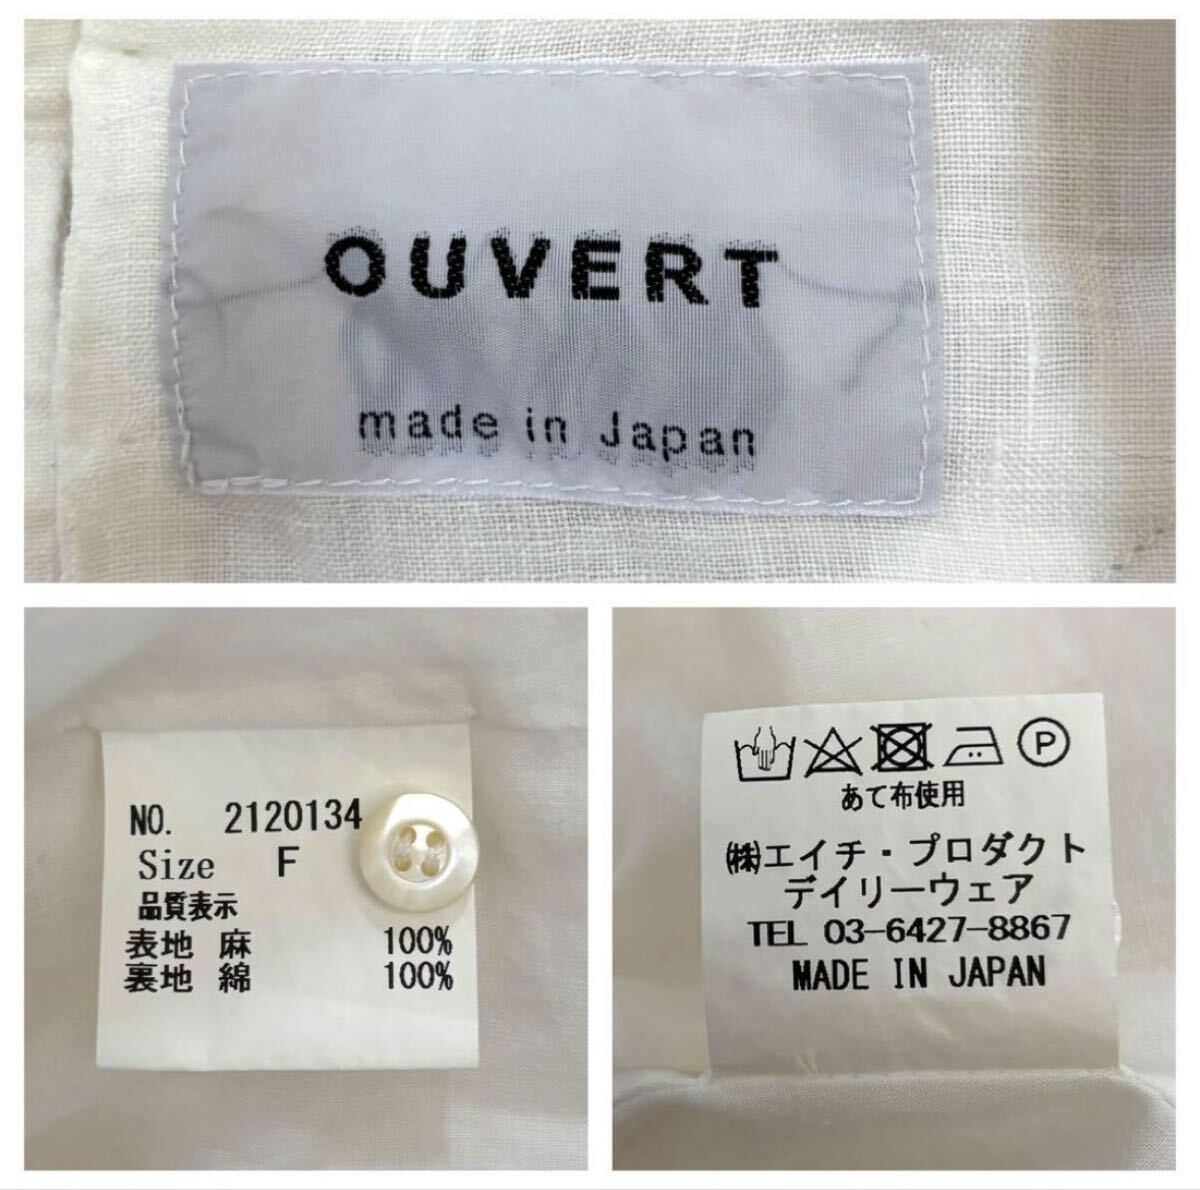 OUVERT
made in Japan
NO. 2120134
Size F
品質表示
表地 麻 100%
裏地 綿 100%
P
あて布使用
㈱エイチ・プロダクト
デイリーウェア
TEL 03-6427-8867
MADE IN JAPAN